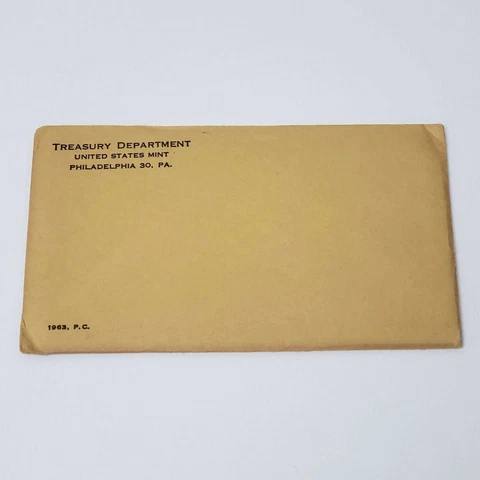 TREASURY DEPARTMENT
UNITED STATES MINT
PHILADELPHIA 30, PA.
1963, P.C.